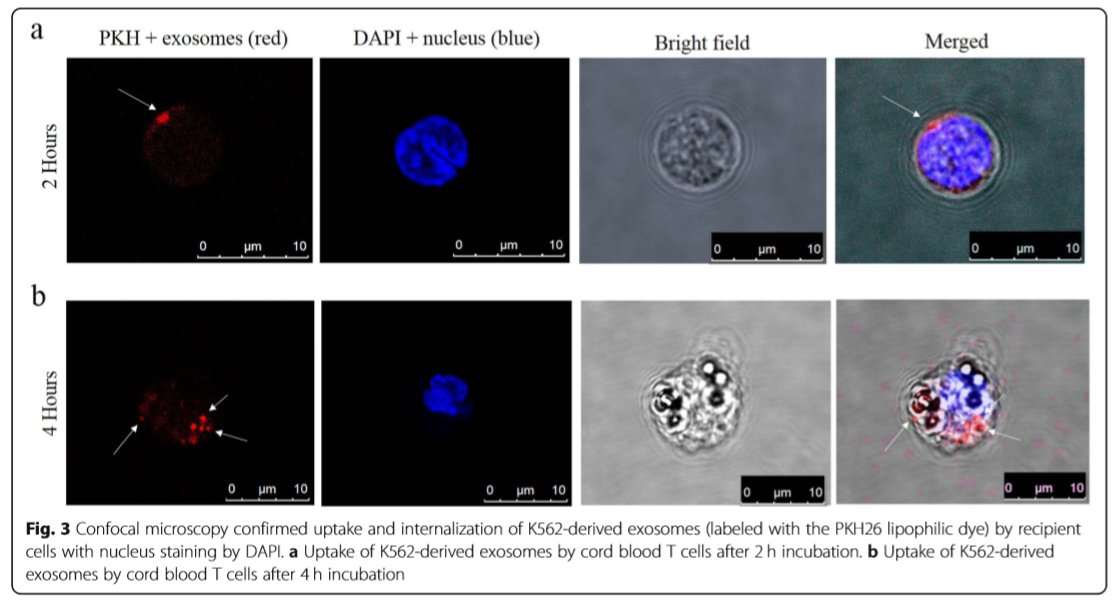 a
PKH + exosomes (red) DAPI + nucleus (blue) Bright field Merged
2 Hours
0 μm 10 0 μm 10 0 μm 10 0 μm 10
b
4 Hours
0 μm 10 0 μm 10 0 μm 10 0 μm 10
Fig. 3 Confocal microscopy confirmed uptake and internalization of K562-derived exosomes (labeled with the PKH26 lipophilic dye) by recipient
cells with nucleus staining by DAPI. a Uptake of K562-derived exosomes by cord blood T cells after 2 h incubation. b Uptake of K562-derived
exosomes by cord blood T cells after 4 h incubation